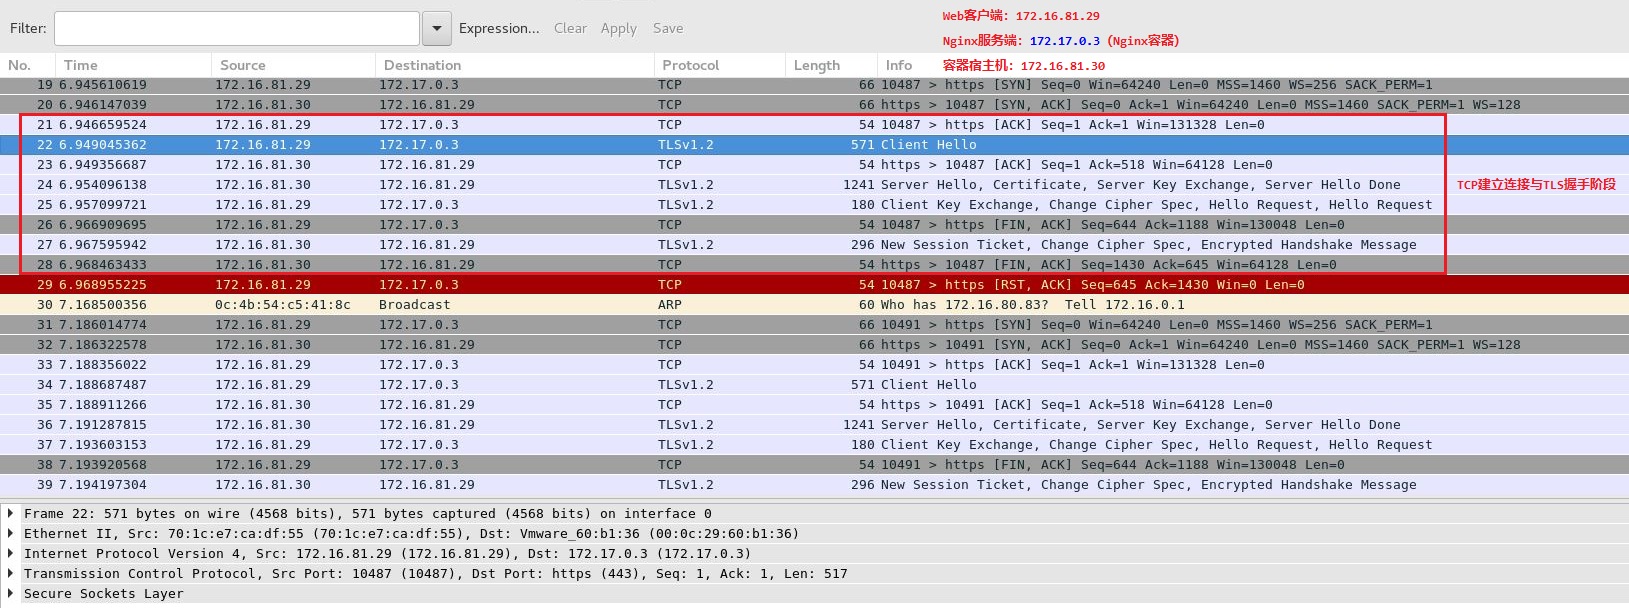 Filter: Expression... Clear Apply Save
Web客户端：172.16.81.29
Nginx服务端：172.17.0.3（Nginx容器）
容器宿主机：172.16.81.30
No. Time Source Destination Protocol Length Info
19 6.945610619 172.16.81.29 172.17.0.3 TCP 66 10487 > https [SYN] Seq=0 Win=64240 Len=0 MSS=1460 WS=256 SACK_PERM=1
20 6.946147039 172.16.81.30 172.16.81.29 TCP 66 https > 10487 [SYN, ACK] Seq=0 Ack=1 Win=64240 Len=0 MSS=1460 SACK_PERM=1 WS=128
21 6.946659524 172.16.81.29 172.17.0.3 TCP 54 10487 > https [ACK] Seq=1 Ack=1 Win=131328 Len=0
22 6.949045362 172.16.81.29 172.17.0.3 TLSv1.2 571 Client Hello
23 6.949356687 172.16.81.30 172.16.81.29 TCP 54 https > 10487 [ACK] Seq=1 Ack=518 Win=64128 Len=0
24 6.954096138 172.16.81.30 172.16.81.29 TLSv1.2 1241 Server Hello, Certificate, Server Key Exchange, Server Hello Done
TCP建立连接与TLS握手阶段
25 6.957099721 172.16.81.29 172.17.0.3 TLSv1.2 180 Client Key Exchange, Change Cipher Spec, Hello Request, Hello Request
26 6.966909695 172.16.81.29 172.17.0.3 TCP 54 10487 > https [FIN, ACK] Seq=644 Ack=1188 Win=130048 Len=0
27 6.967595942 172.16.81.30 172.16.81.29 TLSv1.2 296 New Session Ticket, Change Cipher Spec, Encrypted Handshake Message
28 6.968463433 172.16.81.30 172.16.81.29 TCP 54 https > 10487 [FIN, ACK] Seq=1430 Ack=645 Win=64128 Len=0
29 6.968955225 172.16.81.29 172.17.0.3 TCP 54 10487 > https [RST, ACK] Seq=645 Ack=1430 Win=0 Len=0
30 7.168500356 0c:4b:54:c5:41:8c Broadcast ARP 60 Who has 172.16.80.83? Tell 172.16.0.1
31 7.186014774 172.16.81.29 172.17.0.3 TCP 66 10491 > https [SYN] Seq=0 Win=64240 Len=0 MSS=1460 WS=256 SACK_PERM=1
32 7.186322578 172.16.81.30 172.16.81.29 TCP 66 https > 10491 [SYN, ACK] Seq=0 Ack=1 Win=64240 Len=0 MSS=1460 SACK_PERM=1 WS=128
33 7.188356022 172.16.81.29 172.17.0.3 TCP 54 10491 > https [ACK] Seq=1 Ack=1 Win=131328 Len=0
34 7.188687487 172.16.81.29 172.17.0.3 TLSv1.2 571 Client Hello
35 7.188911266 172.16.81.30 172.16.81.29 TCP 54 https > 10491 [ACK] Seq=1 Ack=518 Win=64128 Len=0
36 7.191287815 172.16.81.30 172.16.81.29 TLSv1.2 1241 Server Hello, Certificate, Server Key Exchange, Server Hello Done
37 7.193603153 172.16.81.29 172.17.0.3 TLSv1.2 180 Client Key Exchange, Change Cipher Spec, Hello Request, Hello Request
38 7.193920568 172.16.81.29 172.17.0.3 TCP 54 10491 > https [FIN, ACK] Seq=644 Ack=1188 Win=130048 Len=0
39 7.194197304 172.16.81.30 172.16.81.29 TLSv1.2 296 New Session Ticket, Change Cipher Spec, Encrypted Handshake Message
Frame 22: 571 bytes on wire (4568 bits), 571 bytes captured (4568 bits) on interface 0
Ethernet II, Src: 70:1c:e7:ca:df:55 (70:1c:e7:ca:df:55), Dst: Vmware_60:b1:36 (00:0c:29:60:b1:36)
Internet Protocol Version 4, Src: 172.16.81.29 (172.16.81.29), Dst: 172.17.0.3 (172.17.0.3)
Transmission Control Protocol, Src Port: 10487 (10487), Dst Port: https (443), Seq: 1, Ack: 1, Len: 517
Secure Sockets Layer